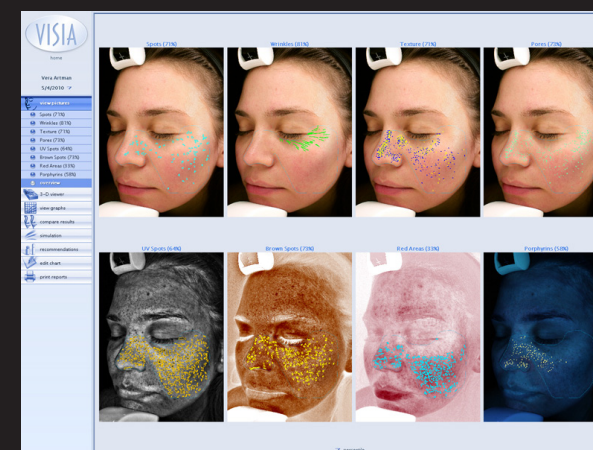 VISIA
home
Vera Artman
5/4/2010
view pictures
Spots (71%)
Wrinkles (81%)
Texture (71%)
Pores (73%)
UV Spots (64%)
Brown Spots (73%)
Red Areas (33%)
Porphyrins (58%)
overview
3-D viewer
view graphs
compare results
simulation
recommendations
edit chart
print reports
Spots (71%)
Wrinkles (81%)
Texture (71%)
Pores (73%)
UV Spots (64%)
Brown Spots (73%)
Red Areas (33%)
Porphyrins (58%)